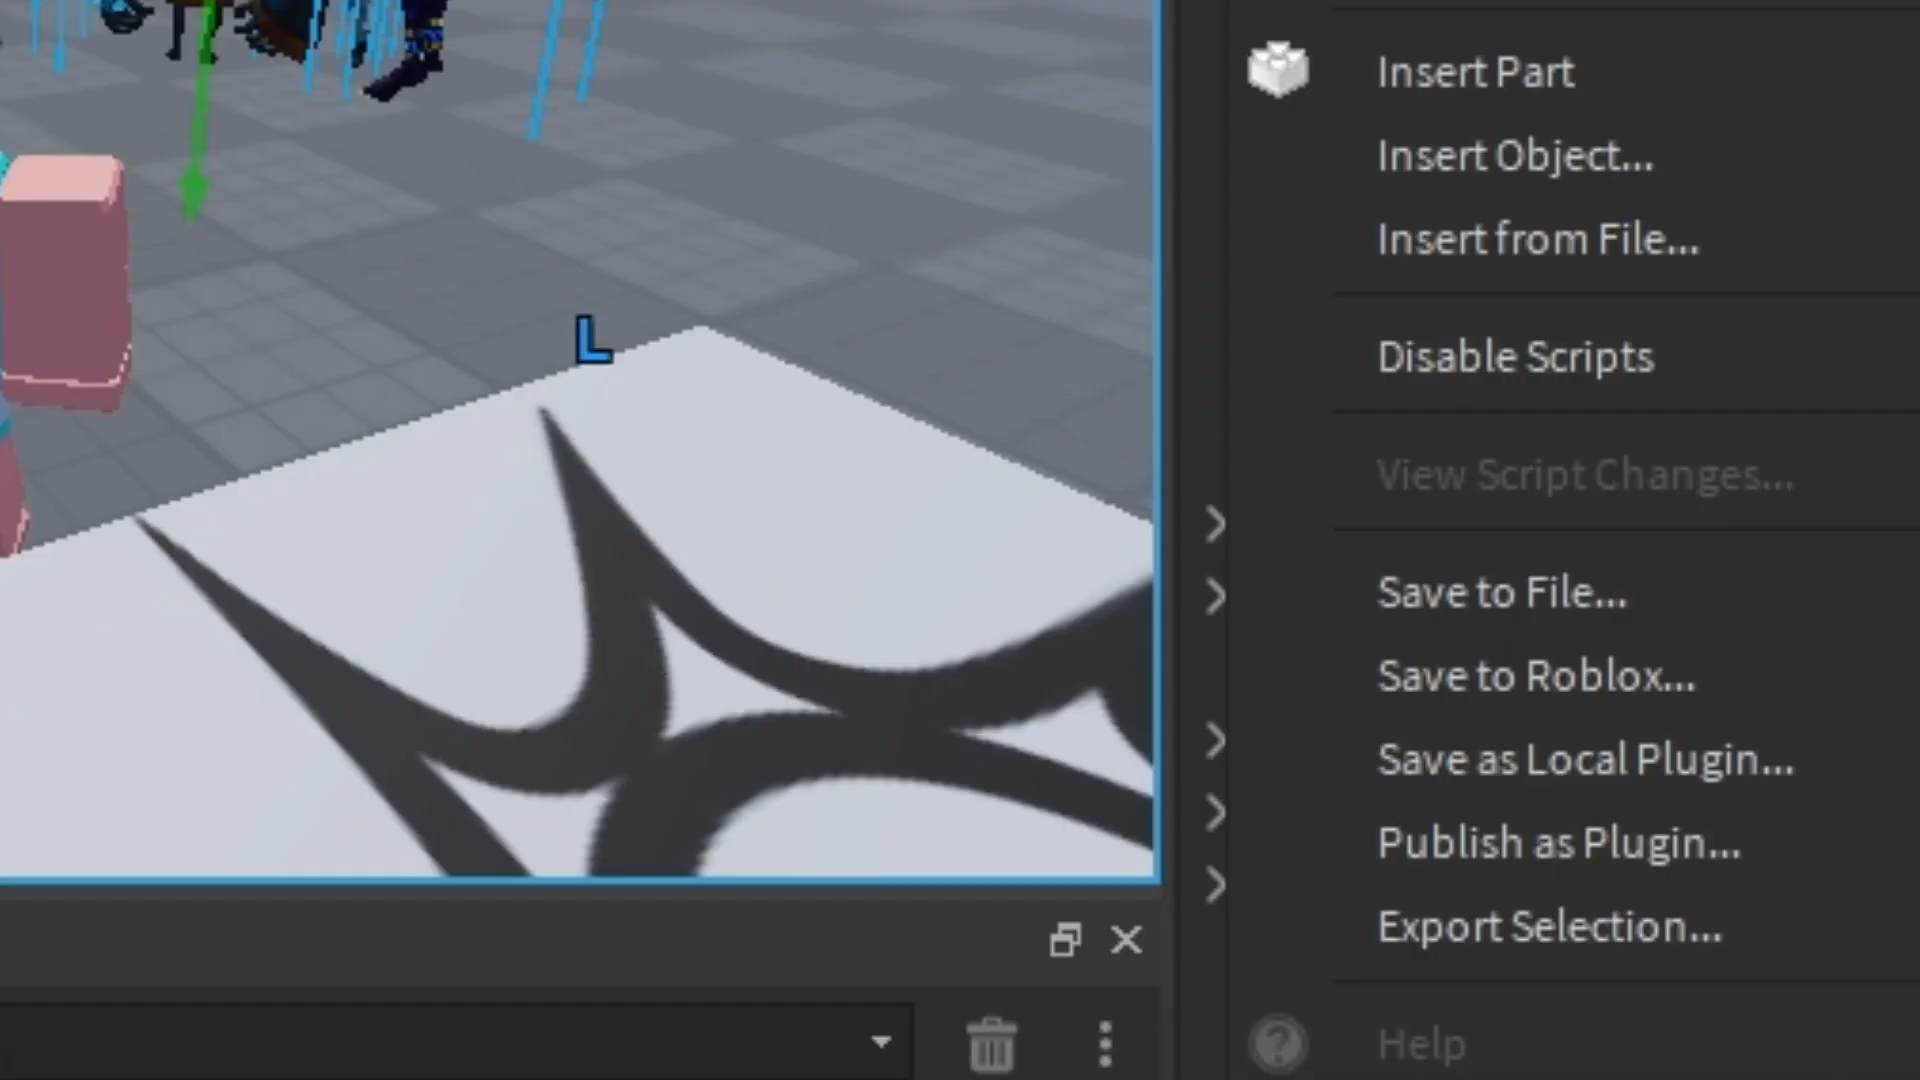 Insert Part
Insert Object...
Insert from File...
L
Disable Scripts
View Script Changes...
Save to File...
Save to Roblox...
Save as Local Plugin...
Publish as Plugin...
Export Selection...
Help